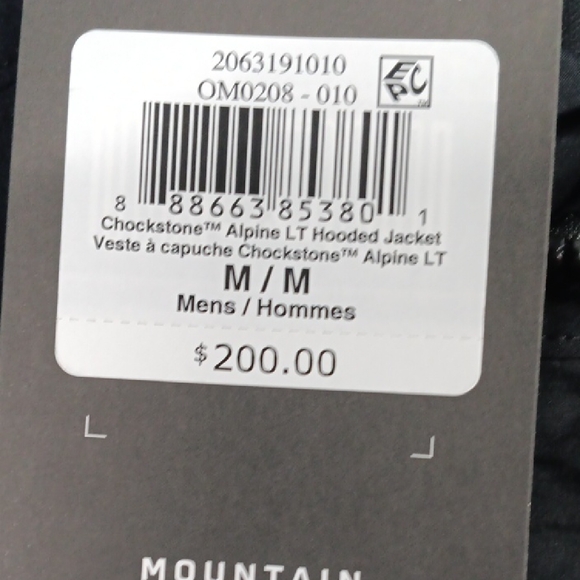 2063191010
OM0208 - 010
EPC
8 88663 85380 1
Chockstone™ Alpine LT Hooded Jacket
Veste à capuche Chockstone™ Alpine LT
M / M
Mens / Hommes
$200.00
MOUNTAIN